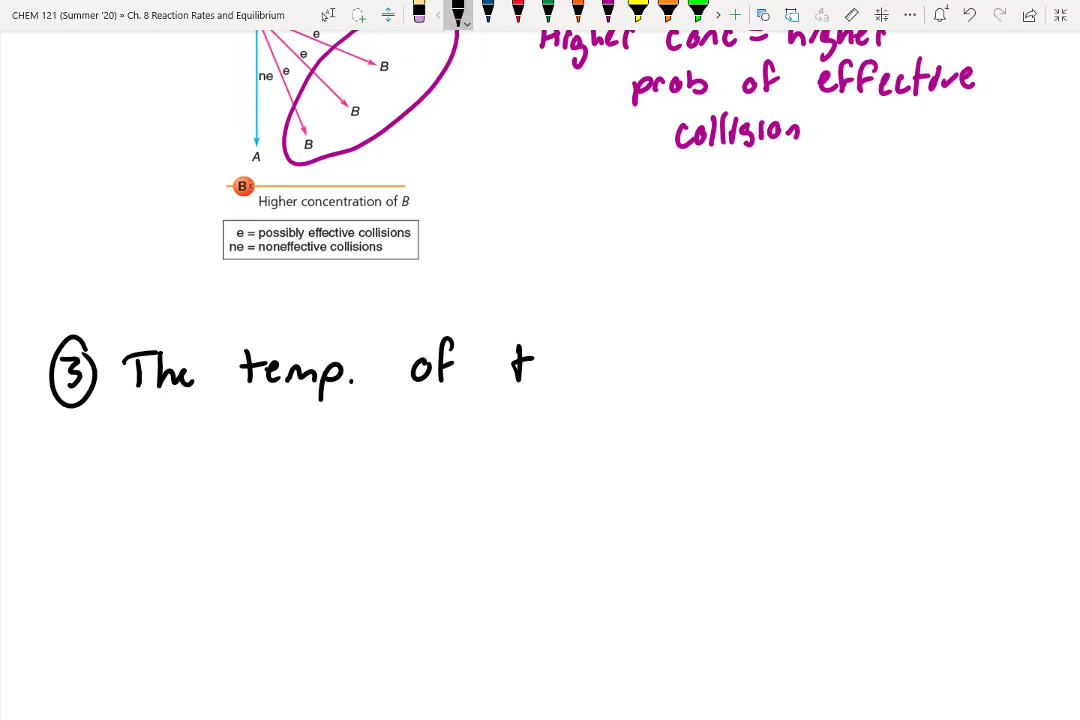 CHEM 121 (Summer '20) » Ch. 8 Reaction Rates and Equilibrium
4
Higher conc = higher
prob of effective
collision
e
e
e
ne
B
B
B
A
B
Higher concentration of B
e = possibly effective collisions
ne = noneffective collisions
3 The temp. of t